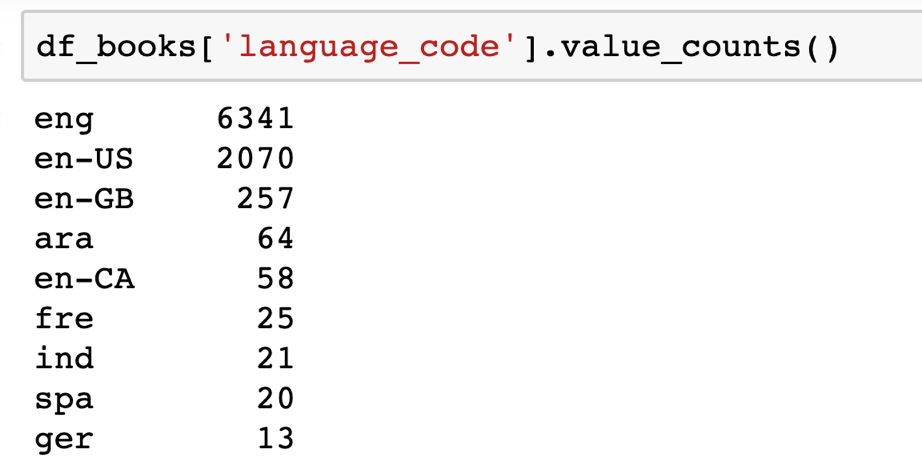 df_books['language_code'].value_counts()
eng 6341
en-US 2070
en-GB 257
ara 64
en-CA 58
fre 25
ind 21
spa 20
ger 13